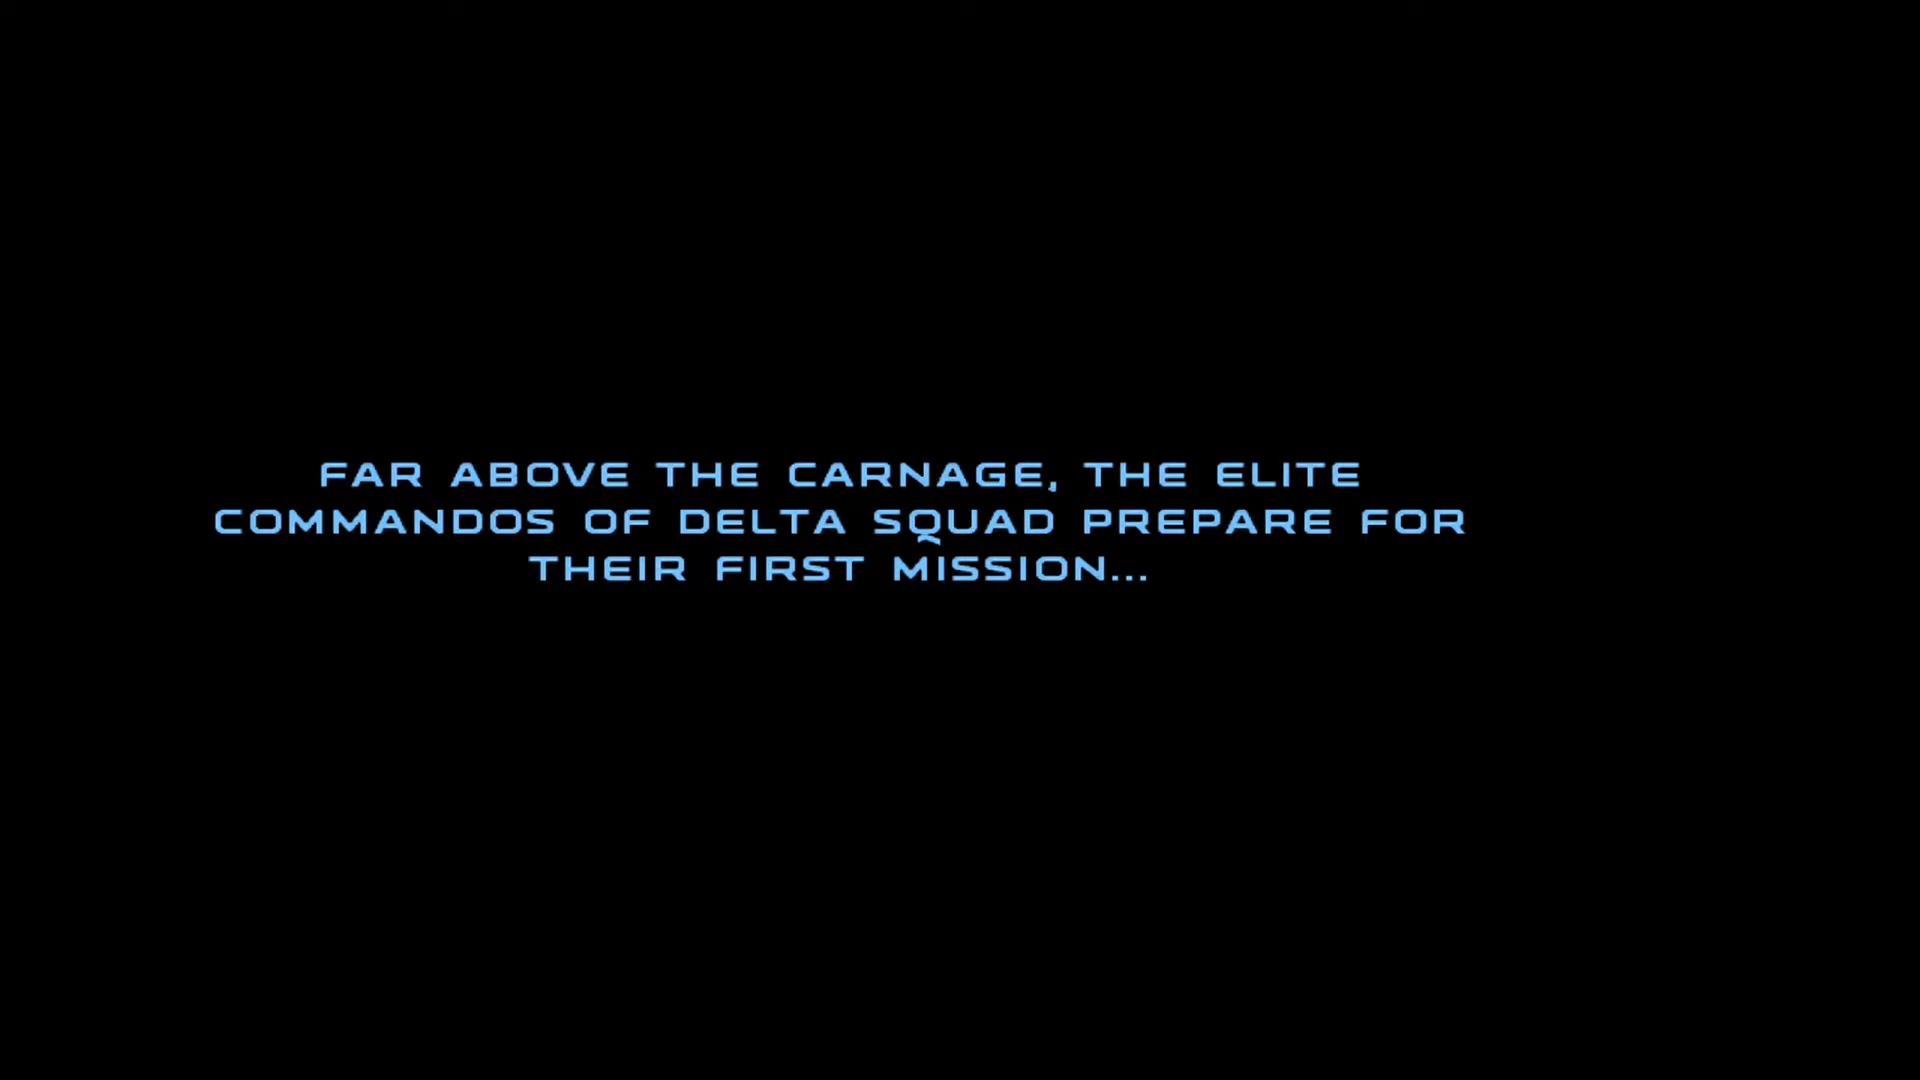 FAR ABOVE THE CARNAGE, THE ELITE
COMMANDOS OF DELTA SQUAD PREPARE FOR
THEIR FIRST MISSION...